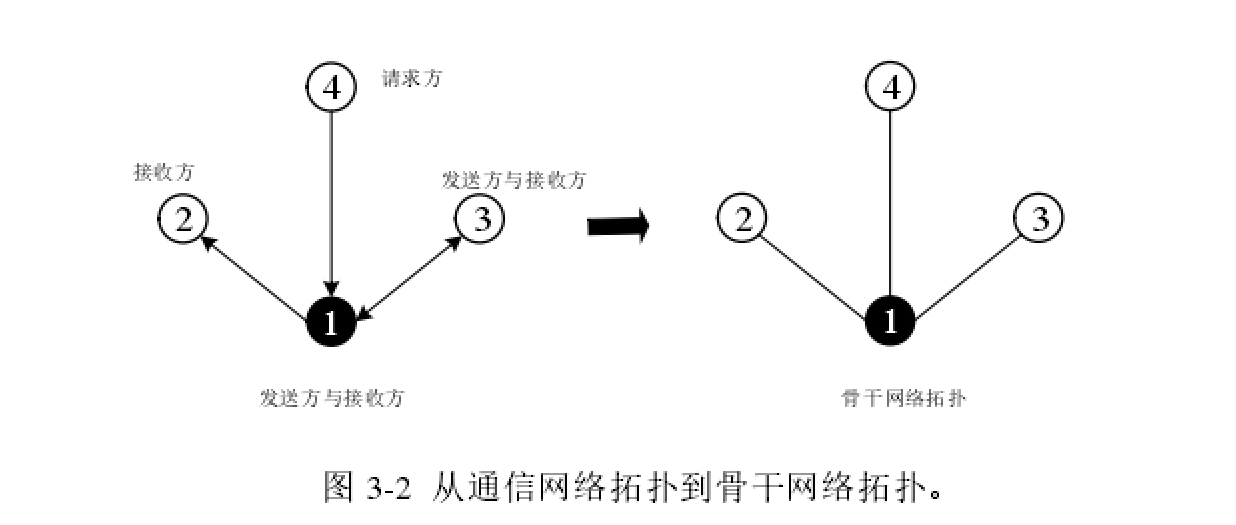 4 请求方 4
接收方 发送方与接收方
2 3 2 3
1 1
发送方与接收方 骨干网络拓扑
图 3-2 从通信网络拓扑到骨干网络拓扑。